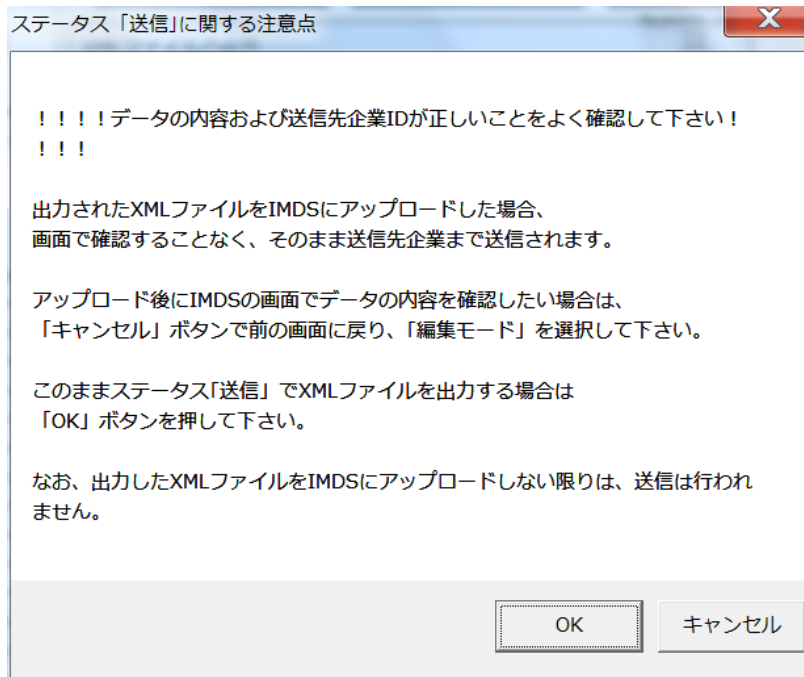 ステータス「送信」に関する注意点
！！！！データの内容および送信先企業IDが正しいことをよく確認して下さい！
！！！
出力されたXMLファイルをIMDSにアップロードした場合、
画面で確認することなく、そのまま送信先企業まで送信されます。
アップロード後にIMDSの画面でデータの内容を確認したい場合は、
「キャンセル」ボタンで前の画面に戻り、「編集モード」を選択して下さい。
このままステータス「送信」でXMLファイルを出力する場合は
「OK」ボタンを押して下さい。
なお、出力したXMLファイルをIMDSにアップロードしない限りは、送信は行われ
ません。
OK
キャンセル